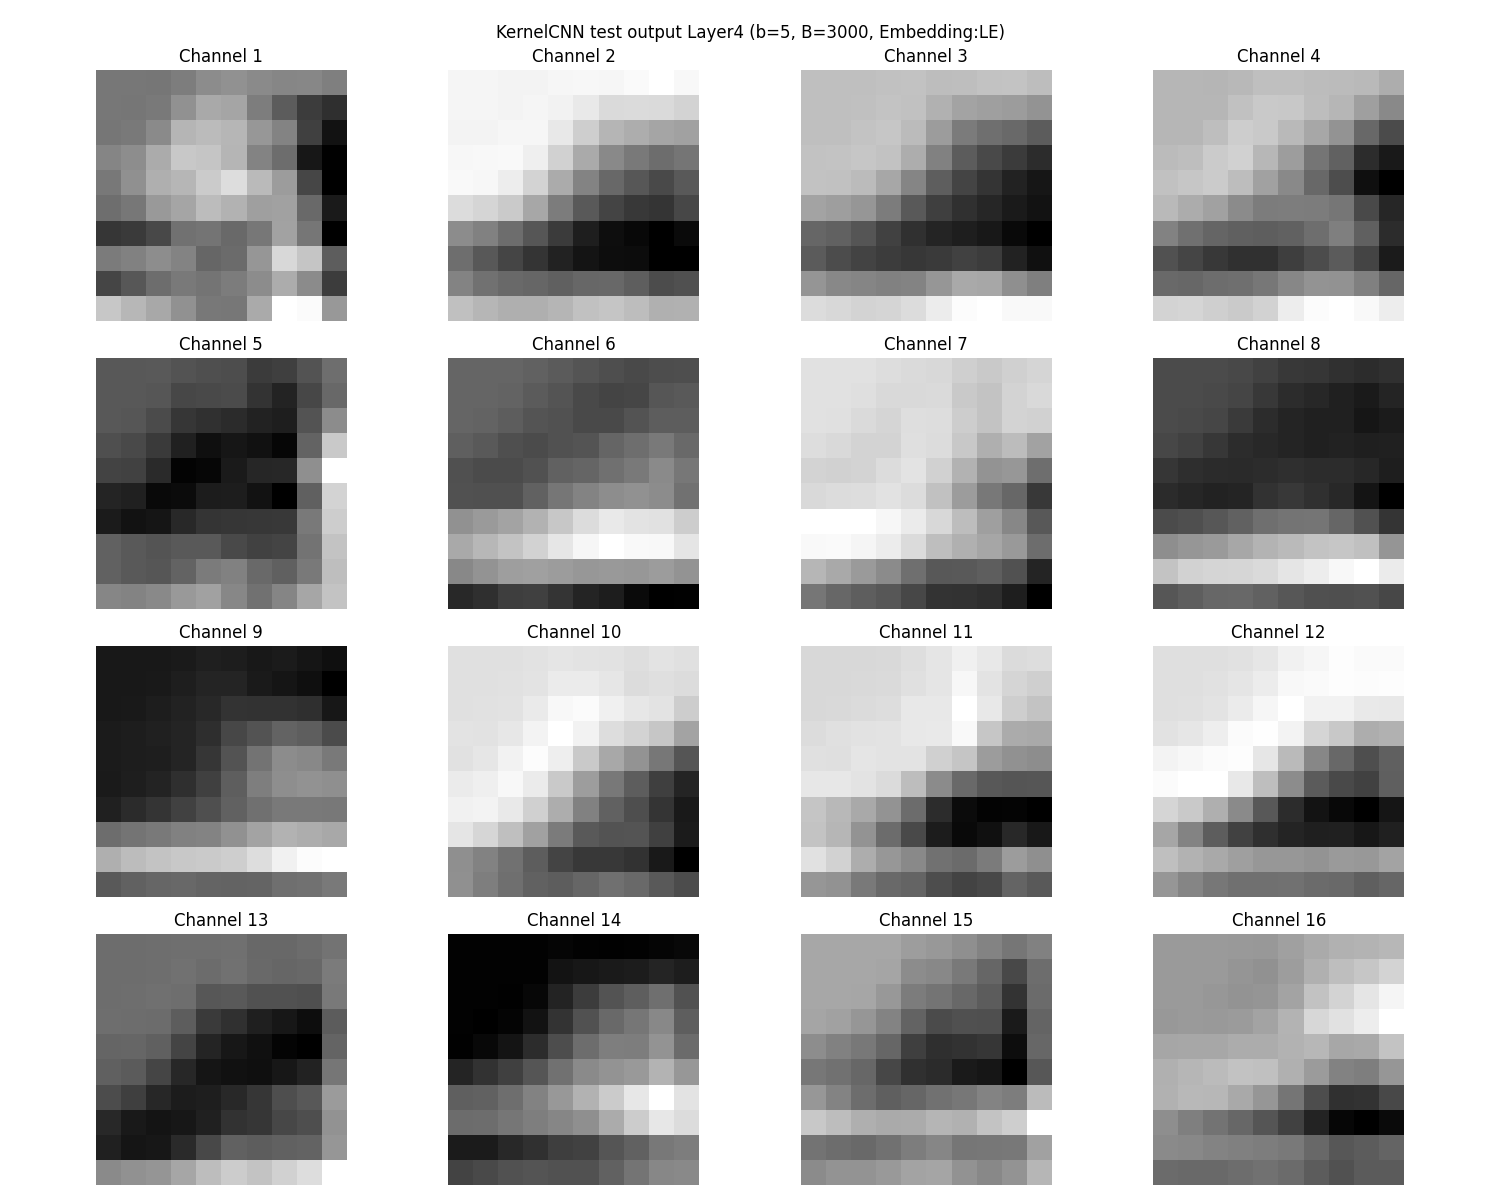 KernelCNN test output Layer4 (b=5, B=3000, Embedding:LE)
Channel 1
Channel 2
Channel 3
Channel 4
Channel 5
Channel 6
Channel 7
Channel 8
Channel 9
Channel 10
Channel 11
Channel 12
Channel 13
Channel 14
Channel 15
Channel 16